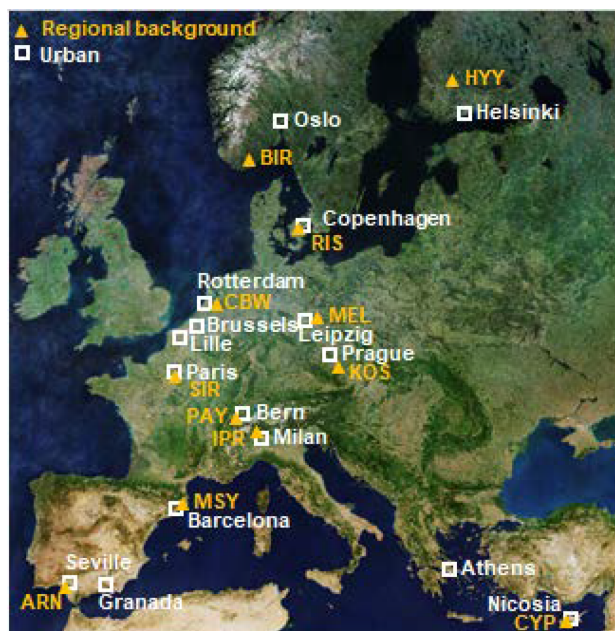 Regional background
Urban
HYY
Helsinki
Oslo
BIR
Copenhagen
RIS
Rotterdam
CBW
MEL
Brussels
Leipzig
Lille
Prague
Paris
KOS
SIR
Bern
PAY
IPR
Milan
MSY
Barcelona
Seville
Athens
ARN
Granada
Nicosia
CYP